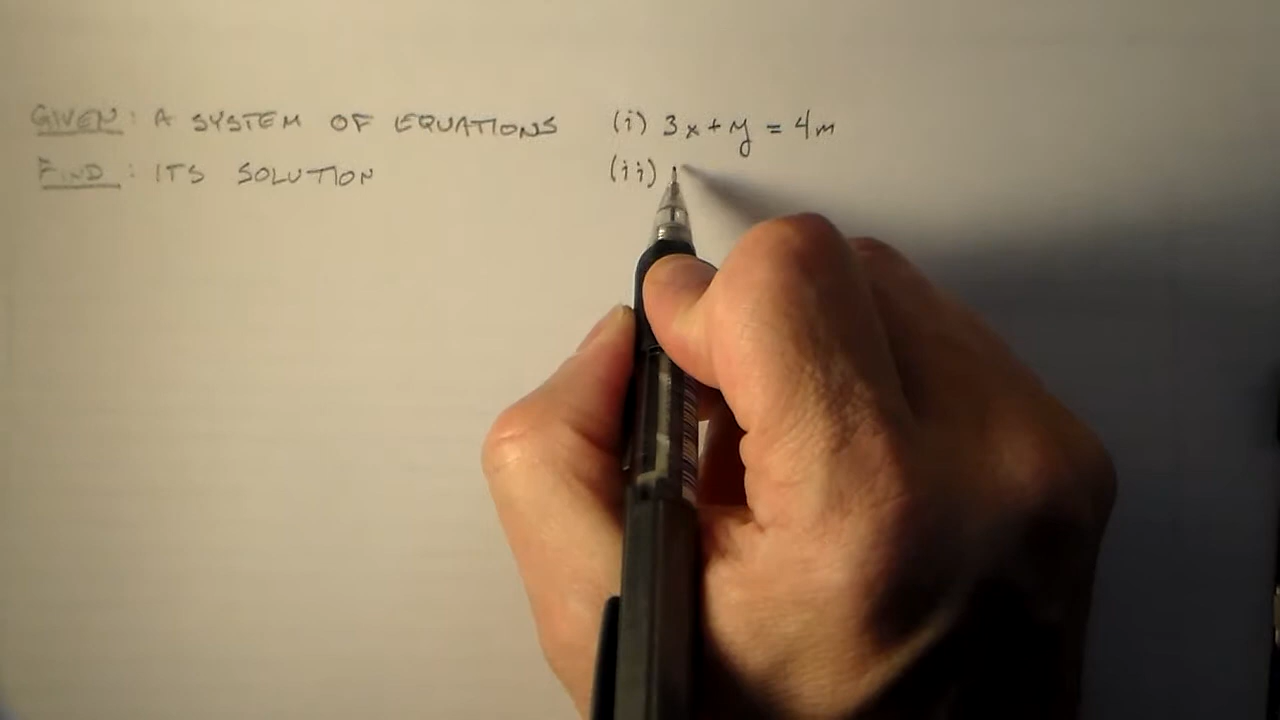 GIVEN: A SYSTEM OF EQUATIONS (i) 3x + y = 4m
FIND: ITS SOLUTION (ii)